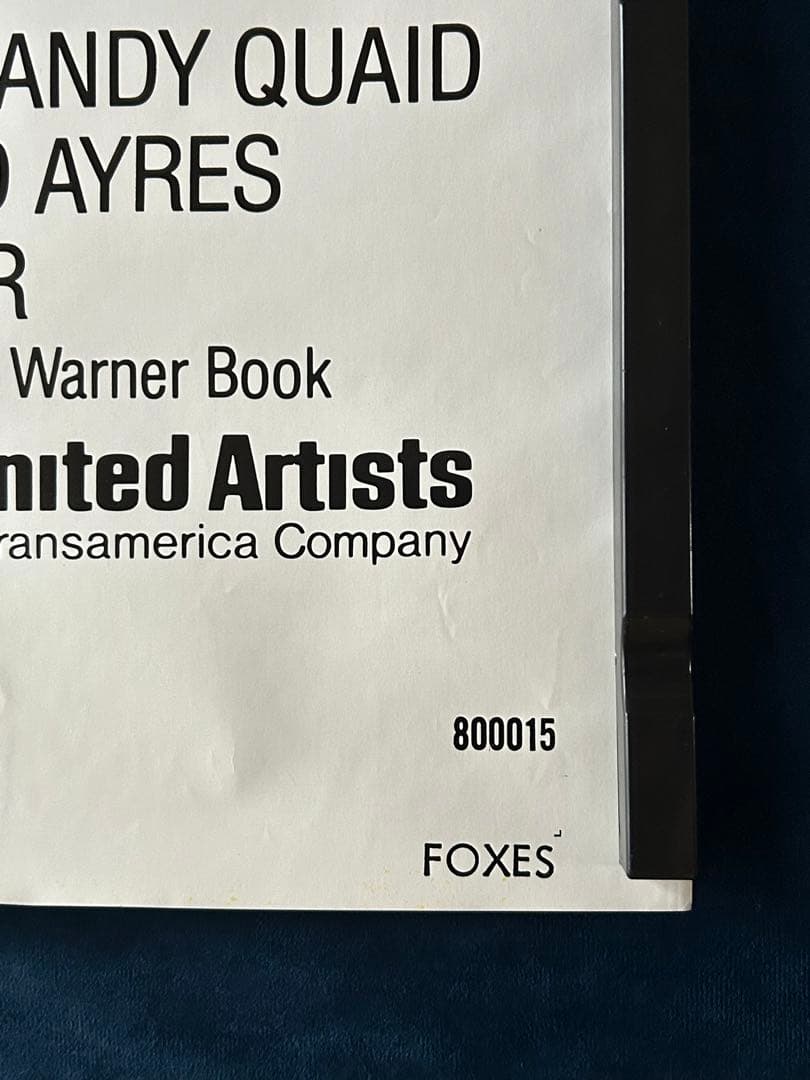 ANDY QUAID
AYRES
R
Warner Book
nited Artists
ransamerica Company
800015
FOXES